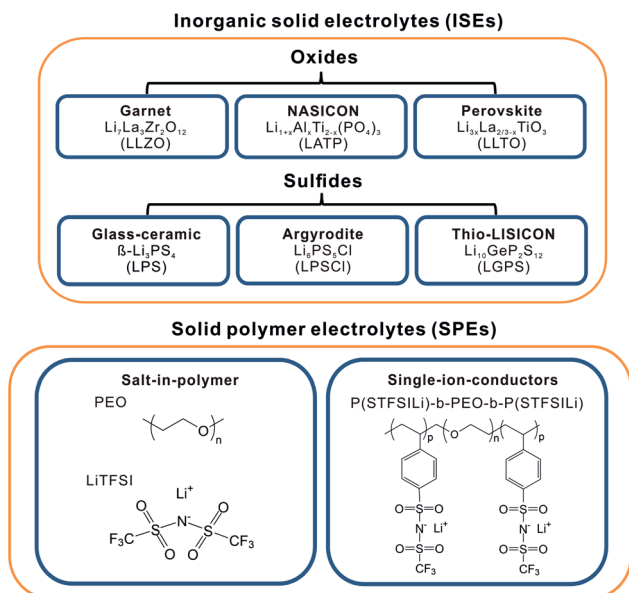 Inorganic solid electrolytes (ISEs)
Oxides
Garnet
Li₇La₃Zr₂O₁₂
(LLZO)
NASICON
Li₁₊ₓAlₓTi₂₋ₓ(PO₄)₃
(LATP)
Perovskite
Li₃ₓLa₂/₃₋ₓTiO₃
(LLTO)
Sulfides
Glass-ceramic
ß-Li₃PS₄
(LPS)
Argyrodite
Li₆PS₅Cl
(LPSCl)
Thio-LISICON
Li₁₀GeP₂S₁₂
(LGPS)
Solid polymer electrolytes (SPEs)
Salt-in-polymer
PEO
O
n
LiTFSI
Li⁺
O N⁻ O
S S
F₃C O O CF₃
Single-ion-conductors
P(STFSILi)-b-PEO-b-P(STFSILi)
p O n p
O=S=O O=S=O
N⁻ Li⁺ N⁻ Li⁺
O=S=O O=S=O
CF₃ CF₃